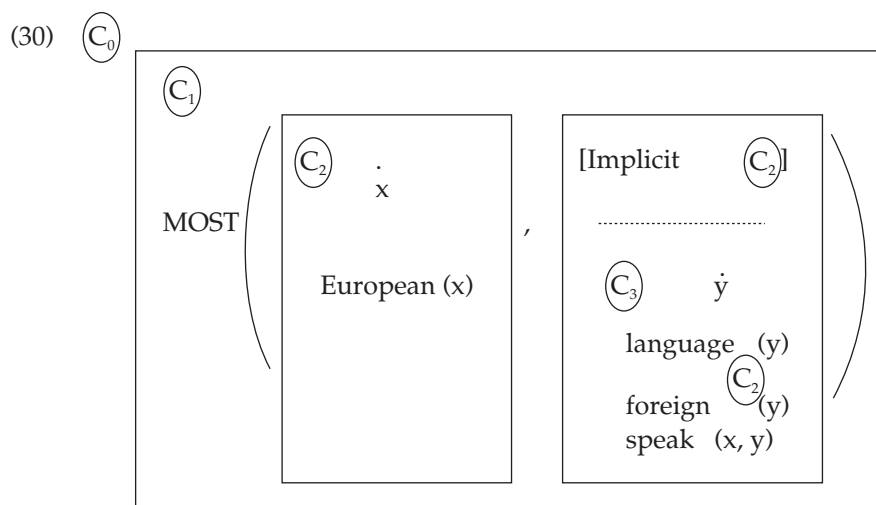 (30) C₀
C₁
C₂ ẋ [Implicit C₂]
MOST ,
European (x) C₃ ẏ
language (y)
C₂
foreign (y)
speak (x, y)